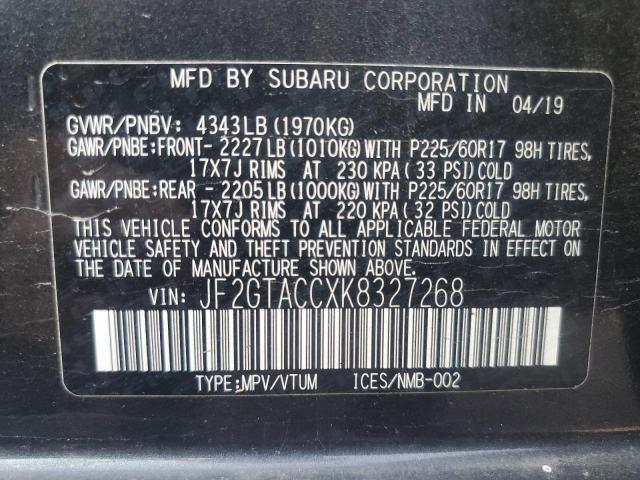 MFD BY SUBARU CORPORATION
MFD IN 04/19
GVWR/PNBV: 4343LB(1970KG)
GAWR/PNBE:FRONT-2227LB(1010KG)WITH P225/60R17 98H TIRES,
17X7J RIMS AT 230 KPA(33 PSI)COLD
GAWR/PNBE:REAR -2205LB(1000KG)WITH P225/60R17 98H TIRES,
17X7J RIMS AT 220 KPA(32 PSI)COLD
THIS VEHICLE CONFORMS TO ALL APPLICABLE FEDERAL MOTOR
VEHICLE SAFETY AND THEFT PREVENTION STANDARDS IN EFFECT ON
THE DATE OF MANUFACTURE SHOWN ABOVE.
VIN: JF2GTACCXK8327268
TYPE:MPV/VTUM ICES/NMB-002